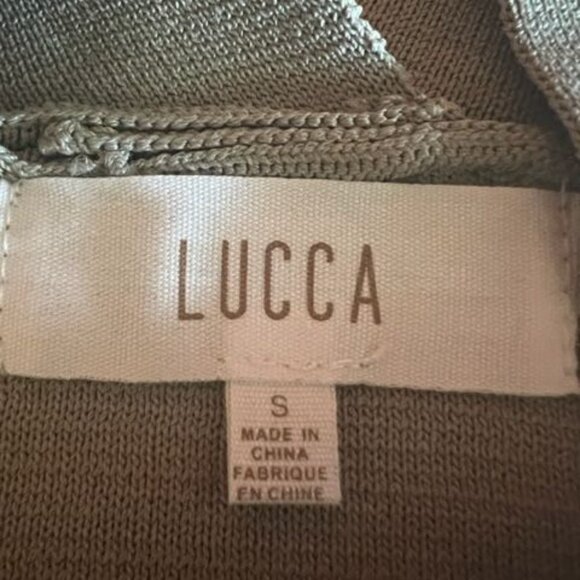 LUCCA
S
MADE IN
CHINA
FABRIQUE
EN CHINE